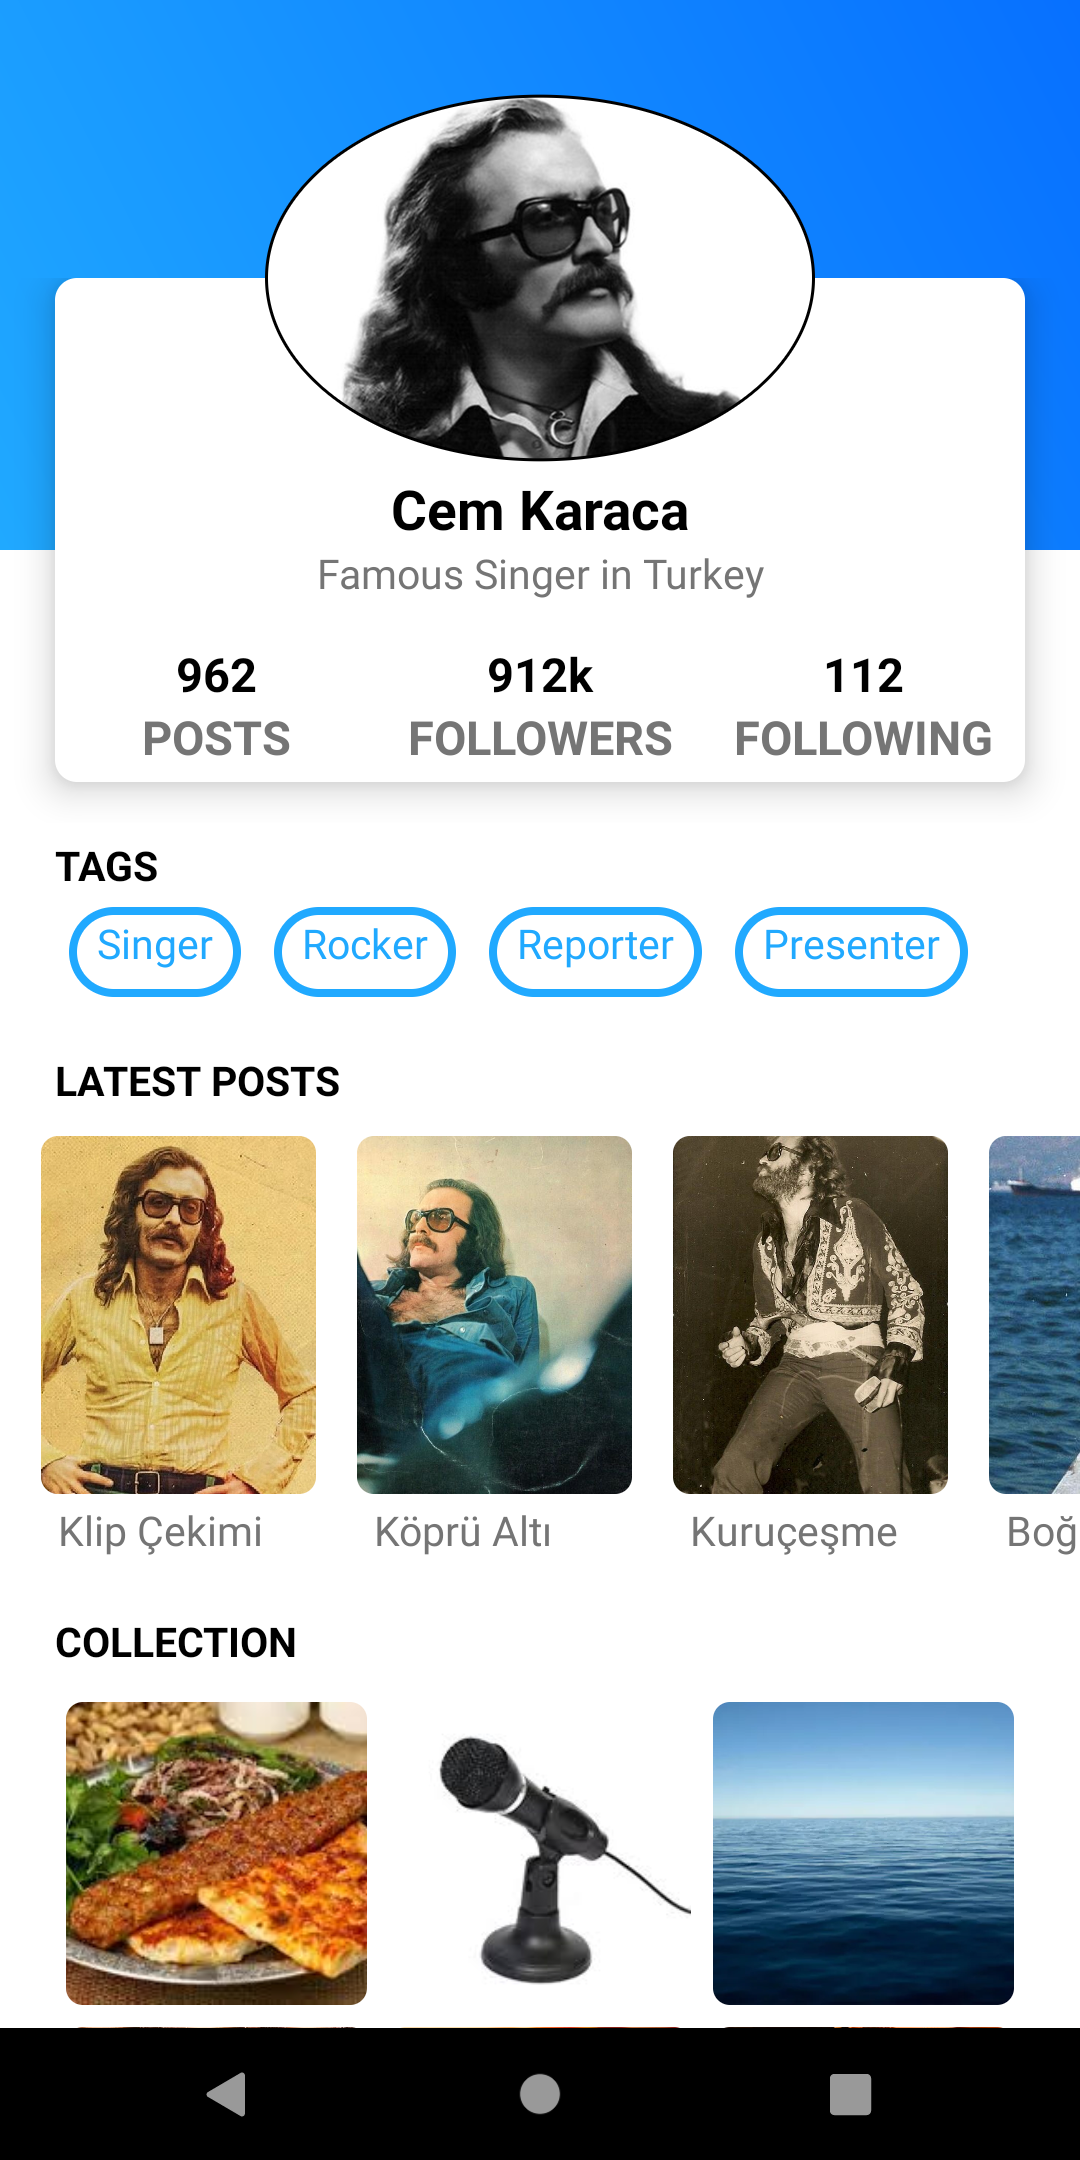 Cem Karaca
Famous Singer in Turkey
962 912k 112
POSTS FOLLOWERS FOLLOWING
TAGS
Singer Rocker Reporter Presenter
LATEST POSTS
Klip Çekimi Köprü Altı Kuruçeşme Boğ
COLLECTION